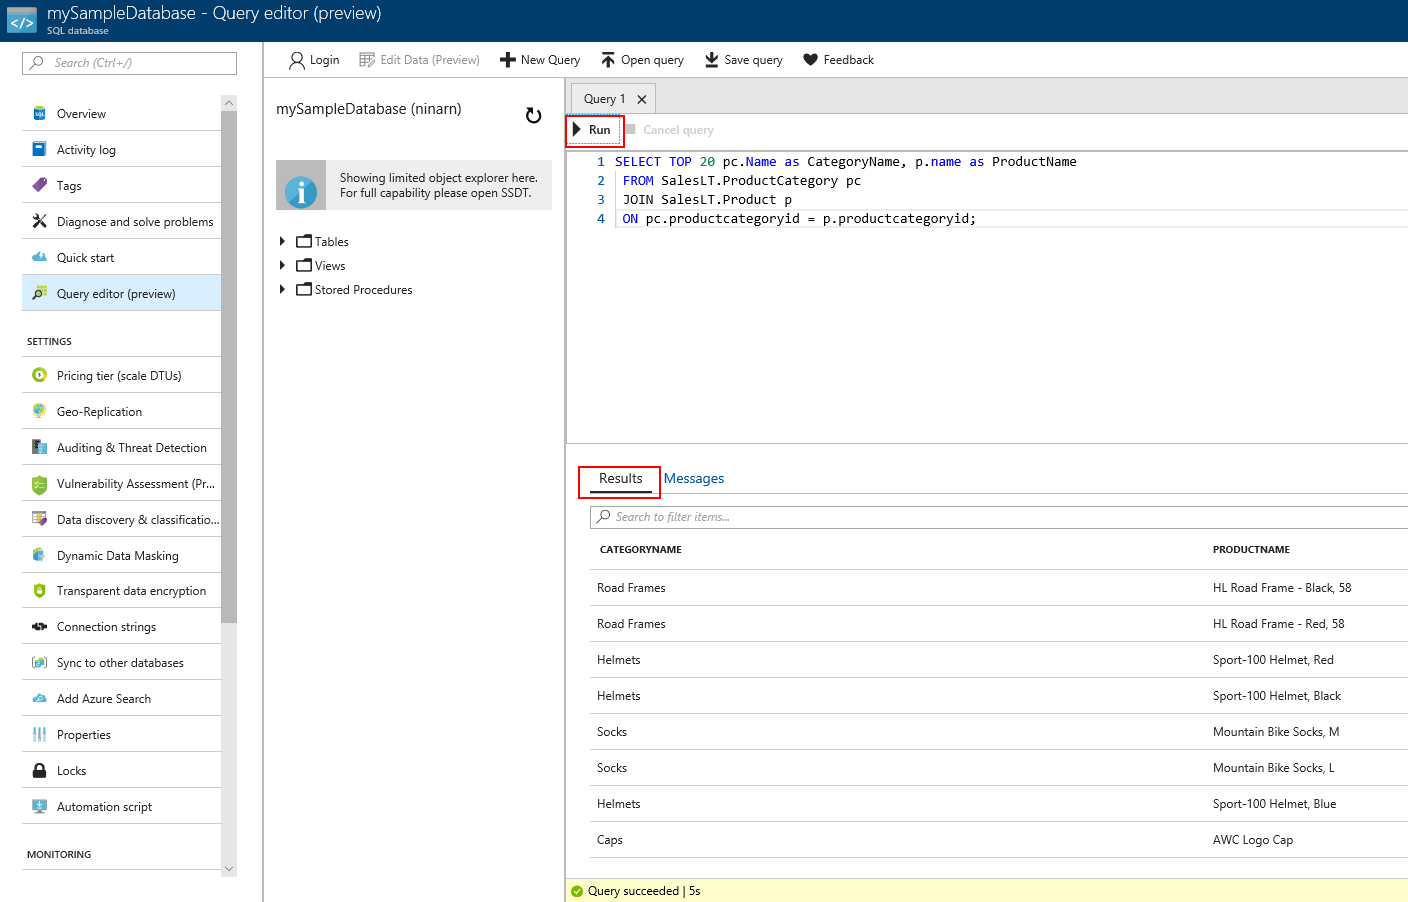 mySampleDatabase - Query editor (preview)
SQL database
Search (Ctrl+/)
Overview
Activity log
Tags
Diagnose and solve problems
Quick start
Query editor (preview)
SETTINGS
Pricing tier (scale DTUs)
Geo-Replication
Auditing & Threat Detection
Vulnerability Assessment (Pr...
Data discovery & classificatio...
Dynamic Data Masking
Transparent data encryption
Connection strings
Sync to other databases
Add Azure Search
Properties
Locks
Automation script
MONITORING
Login
Edit Data (Preview)
New Query
Open query
Save query
Feedback
mySampleDatabase (ninarn)
Showing limited object explorer here.
For full capability please open SSDT.
Tables
Views
Stored Procedures
Query 1
Run
Cancel query
1 SELECT TOP 20 pc.Name as CategoryName, p.name as ProductName
2 FROM SalesLT.ProductCategory pc
3 JOIN SalesLT.Product p
4 ON pc.productcategoryid = p.productcategoryid;
Results
Messages
Search to filter items...
CATEGORYNAME PRODUCTNAME
Road Frames HL Road Frame - Black, 58
Road Frames HL Road Frame - Red, 58
Helmets Sport-100 Helmet, Red
Helmets Sport-100 Helmet, Black
Socks Mountain Bike Socks, M
Socks Mountain Bike Socks, L
Helmets Sport-100 Helmet, Blue
Caps AWC Logo Cap
Query succeeded | 5s